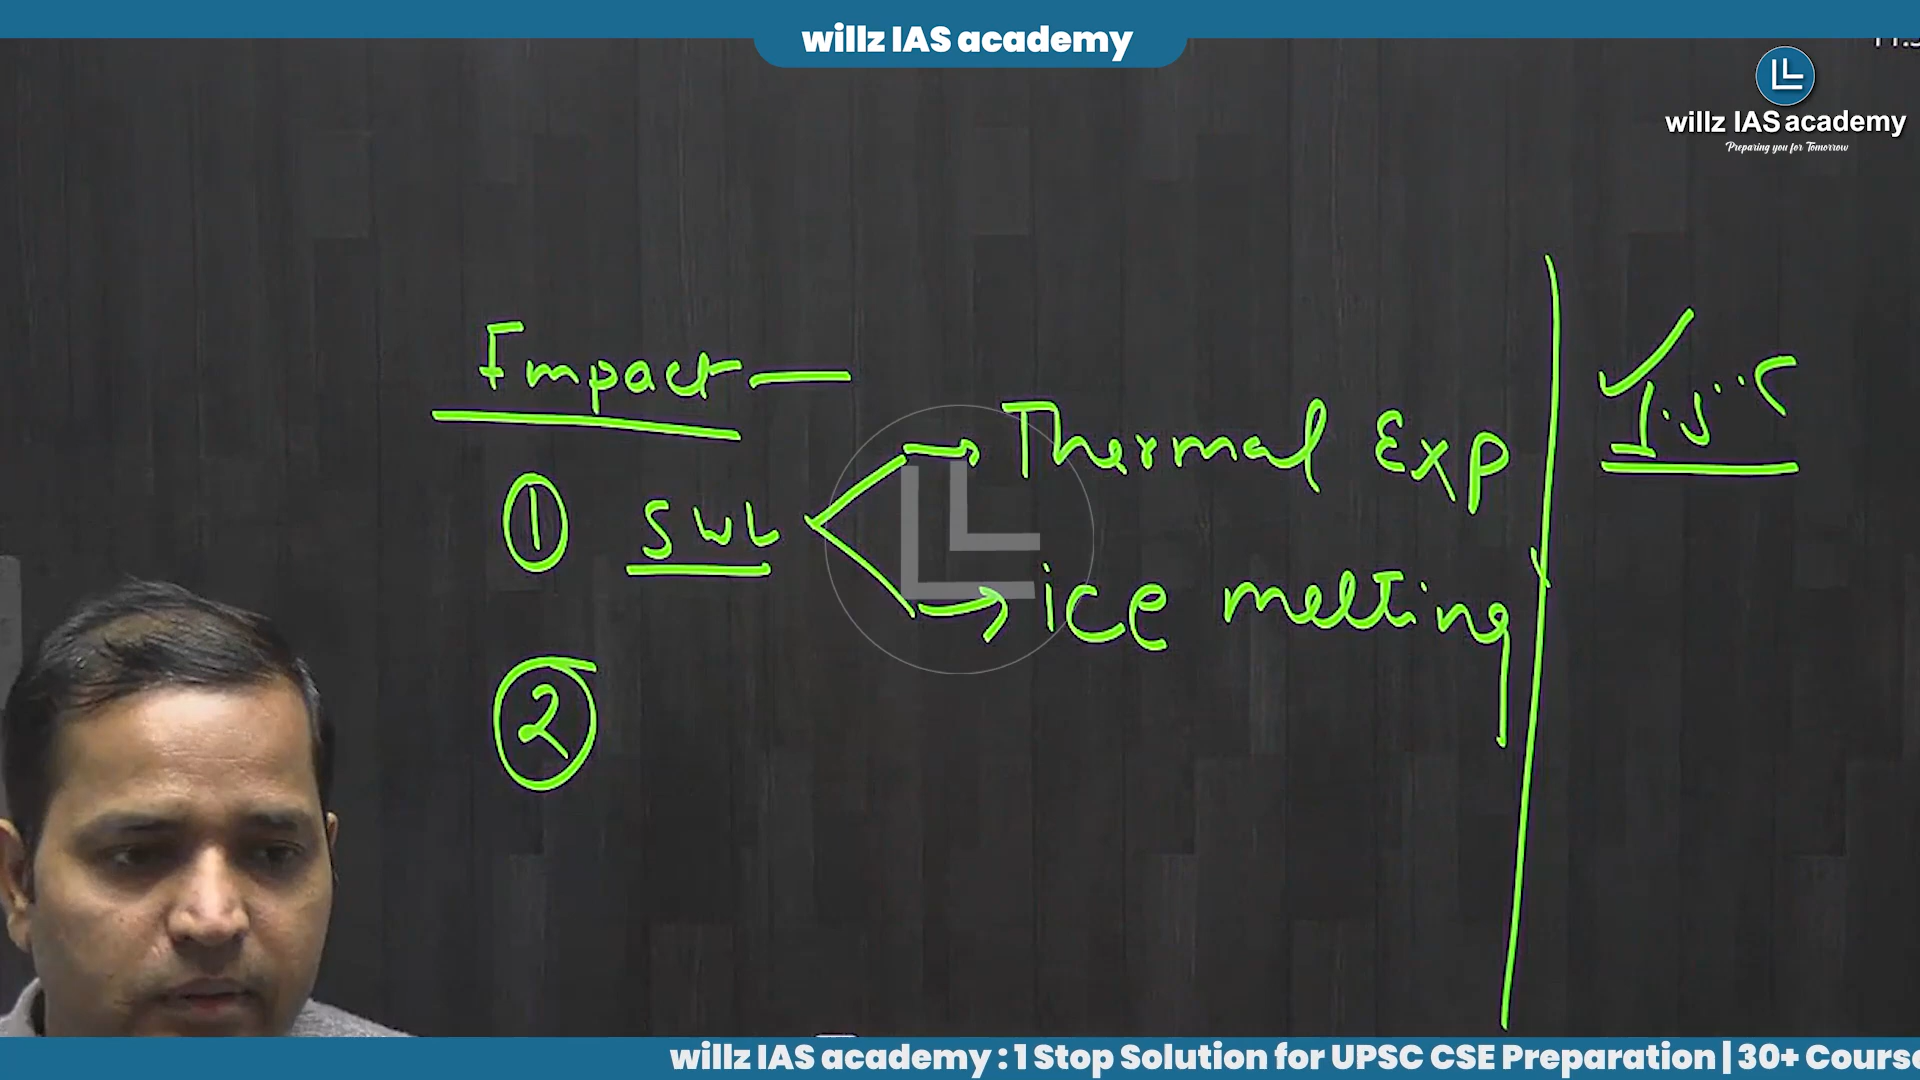 willz IAS academy
willz IAS academy
Preparing you for Tomorrow
Impact —
① SWL
→ Thermal Exp
→ ice melting
②
willz IAS academy : 1 Stop Solution for UPSC CSE Preparation | 30+ Course